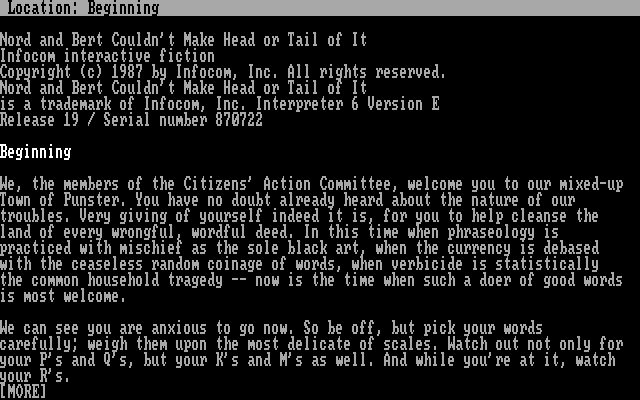 Location: Beginning
Nord and Bert Couldn't Make Head or Tail of It
Infocom interactive fiction
Copyright (c) 1987 by Infocom, Inc. All rights reserved.
Nord and Bert Couldn't Make Head or Tail of It
is a trademark of Infocom, Inc. Interpreter 6 Version E
Release 19 / Serial number 870722
Beginning
We, the members of the Citizens' Action Committee, welcome you to our mixed-up
Town of Punster. You have no doubt already heard about the nature of our
troubles. Very giving of yourself indeed it is, for you to help cleanse the
land of every wrongful, wordful deed. In this time when phraseology is
practiced with mischief as the sole black art, when the currency is debased
with the ceaseless random coinage of words, when verbicide is statistically
the common household tragedy -- now is the time when such a doer of good words
is most welcome.
We can see you are anxious to go now. So be off, but pick your words
carefully; weigh them upon the most delicate of scales. Watch out not only for
your P's and Q's, but your K's and M's as well. And while you're at it, watch
your R's.
[MORE]